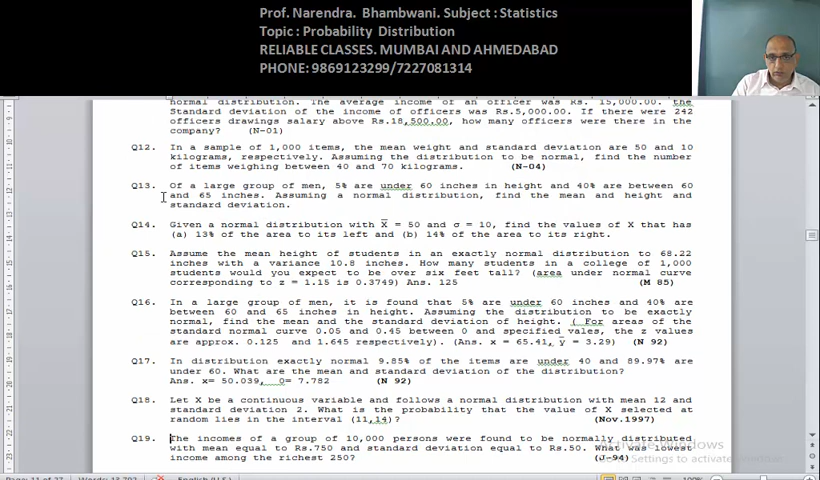 Prof. Narendra. Bhambwani. Subject : Statistics
Topic : Probability Distribution
RELIABLE CLASSES. MUMBAI AND AHMEDABAD
PHONE: 9869123299/7227081314
normal distribution. The average income of an officer was Rs. 15,000.00. the
Standard deviation of the income of officers was Rs.5,000.00. If there were 242
officers drawings salary above Rs.18,500.00, how many officers were there in the
company? (N-01)
Q12. In a sample of 1,000 items, the mean weight and standard deviation are 50 and 10
kilograms, respectively. Assuming the distribution to be normal, find the number
of items weighing between 40 and 70 kilograms. (N-04)
Q13. Of a large group of men, 5% are under 60 inches in height and 40% are between 60
and 65 inches. Assuming a normal distribution, find the mean and height and
standard deviation.
Q14. Given a normal distribution with X̅ = 50 and σ = 10, find the values of X that has
(a) 13% of the area to its left and (b) 14% of the area to its right.
Q15. Assume the mean height of students in an exactly normal distribution to 68.22
inches with a variance 10.8 inches. How many students in a college of 1,000
students would you expect to be over six feet tall? (area under normal curve
corresponding to z = 1.15 is 0.3749) Ans. 125 (M 85)
Q16. In a large group of men, it is found that 5% are under 60 inches and 40% are
between 60 and 65 inches in height. Assuming the distribution to be exactly
normal, find the mean and the standard deviation of height. ( For areas of the
standard normal curve 0.05 and 0.45 between 0 and specified vales, the z values
are approx. 0.125 and 1.645 respectively). (Ans. x = 65.41, y̅ = 3.29) (N 92)
Q17. In distribution exactly normal 9.85% of the items are under 40 and 89.97% are
under 60. What are the mean and standard deviation of the distribution?
Ans. x= 50.039, O= 7.782 (N 92)
Q18. Let X be a continuous variable and follows a normal distribution with mean 12 and
standard deviation 2. What is the probability that the value of X selected at
random lies in the interval (11,14)? (Nov.1997)
Q19. The incomes of a group of 10,000 persons were found to be normally distributed
with mean equal to Rs.750 and standard deviation equal to Rs.50. What was lowest
income among the richest 250? (J-94)
Activate Windows
Settings to activate
Page: 11 of 27 Words: 13,792 English (U.S.) 100%